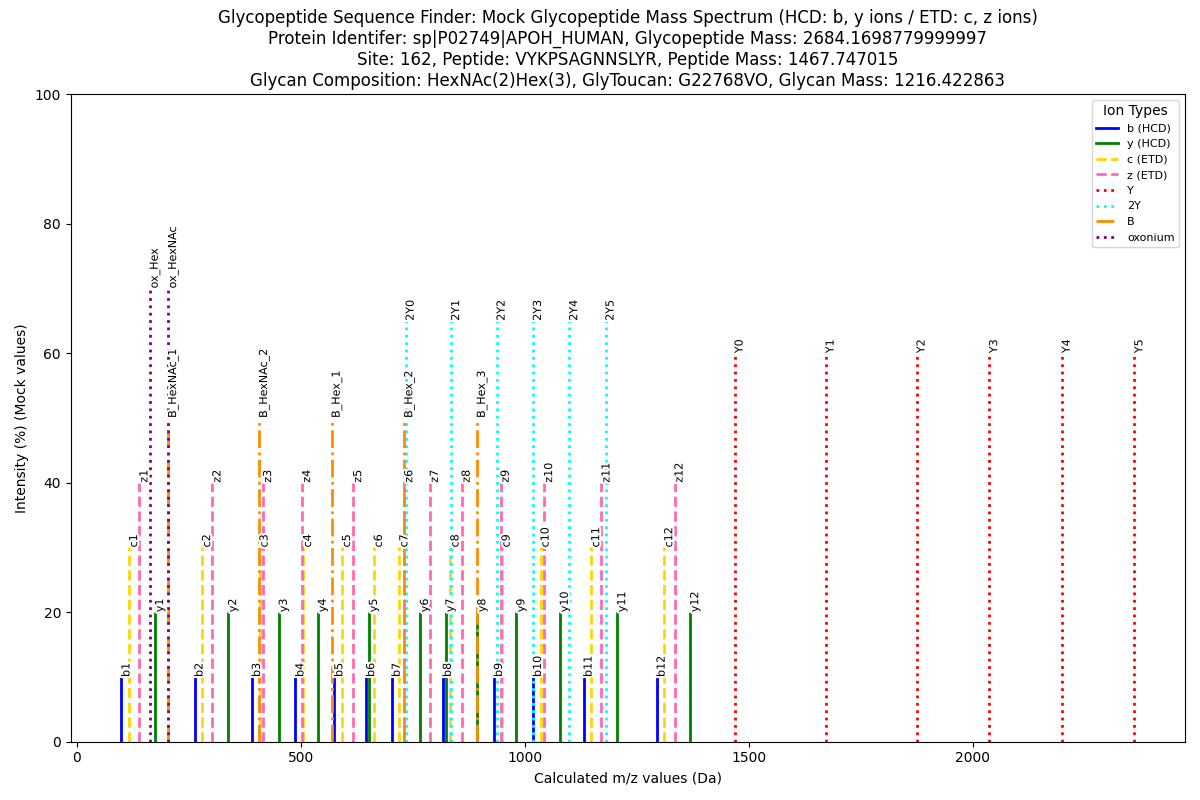 Glycopeptide Sequence Finder: Mock Glycopeptide Mass Spectrum (HCD: b, y ions / ETD: c, z ions)
Protein Identifer: sp|P02749|APOH_HUMAN, Glycopeptide Mass: 2684.1698779999997
Site: 162, Peptide: VYKPSAGNNSLYR, Peptide Mass: 1467.747015
Glycan Composition: HexNAc(2)Hex(3), GlyToucan: G22768VO, Glycan Mass: 1216.422863
Ion Types
b (HCD)
y (HCD)
c (ETD)
z (ETD)
Y
2Y
B
oxonium
Intensity (%) (Mock values)
100
80
60
40
20
0
ox_Hex
ox_HexNAc
2Y0
2Y1
2Y2
2Y3
2Y4
2Y5
Y0
Y1
Y2
Y3
Y4
Y5
B_HexNAc_1
B_HexNAc_2
B_Hex_1
B_Hex_2
B_Hex_3
z1
z2
z3
z4
z5
z6
z7
z8
z9
z10
z11
z12
c1
c2
c3
c4
c5
c6
c7
c8
c9
c10
c11
c12
y1
y2
y3
y4
y5
y6
y7
y8
y9
y10
y11
y12
b1
b2
b3
b4
b5
b6
b7
b8
b9
b10
b11
b12
0
500
1000
1500
2000
Calculated m/z values (Da)